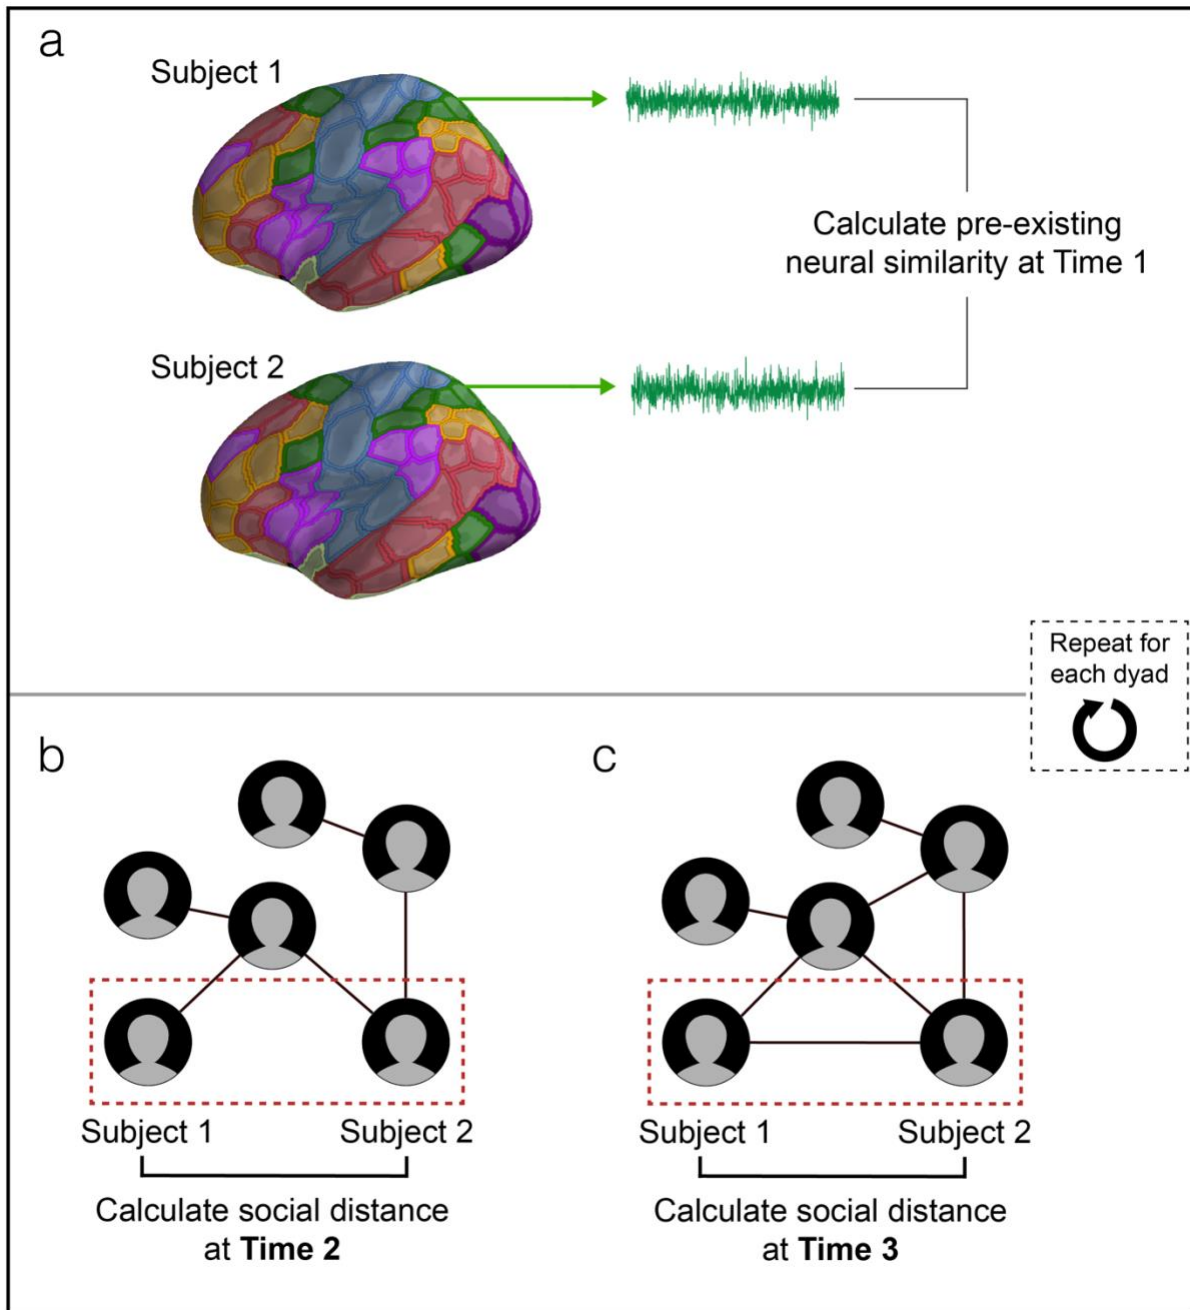 a
Subject 1
Calculate pre-existing
neural similarity at Time 1
Subject 2
Repeat for
each dyad
b
c
Subject 1
Subject 2
Calculate social distance
at Time 2
Subject 1
Subject 2
Calculate social distance
at Time 3